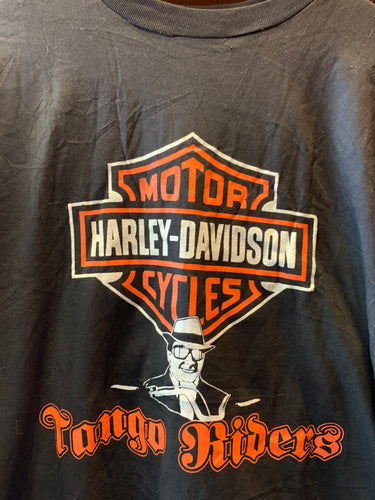 MOTOR
HARLEY-DAVIDSON
CYCLES
Tango Riders